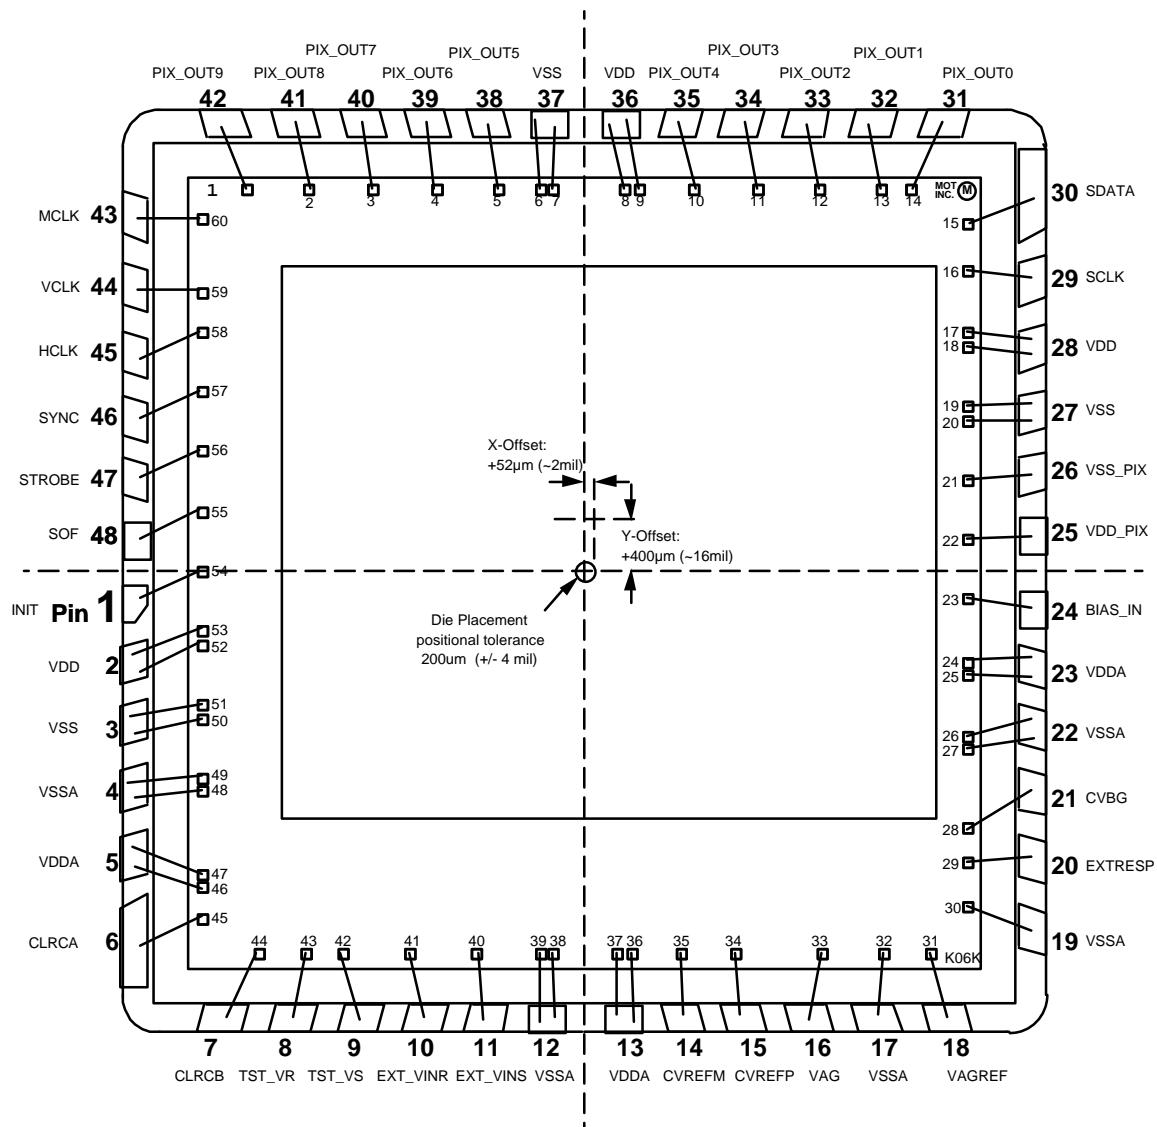 PIX_OUT7 PIX_OUT5 PIX_OUT3 PIX_OUT1
PIX_OUT9 PIX_OUT8 PIX_OUT6 VSS VDD PIX_OUT4 PIX_OUT2 PIX_OUT0
42 41 40 39 38 37 36 35 34 33 32 31
1 2 3 4 5 6 7 8 9 10 11 12 13 14
MOT
INC. M
MCLK 43
60
VCLK 44
59
HCLK 45
58
SYNC 46
57
STROBE 47
56
SOF 48
55
INIT Pin 1
54
VDD 2
53
52
VSS 3
51
50
VSSA 4
49
48
VDDA 5
47
46
CLRCA 6
45
X-Offset:
+52µm (~2mil)
Y-Offset:
+400µm (~16mil)
Die Placement
positional tolerance
200um (+/- 4 mil)
15
30 SDATA
16
29 SCLK
17
18
28 VDD
19
20
27 VSS
21
26 VSS_PIX
22
25 VDD_PIX
23
24 BIAS_IN
24
25
23 VDDA
26
27
22 VSSA
28
21 CVBG
29
20 EXTRESP
30
19 VSSA
44 43 42 41 40 39 38 37 36 35 34 33 32 31
K06K
7 8 9 10 11 12 13 14 15 16 17 18
CLRCB TST_VR TST_VS EXT_VINR EXT_VINS VSSA VDDA CVREFM CVREFP VAG VSSA VAGREF